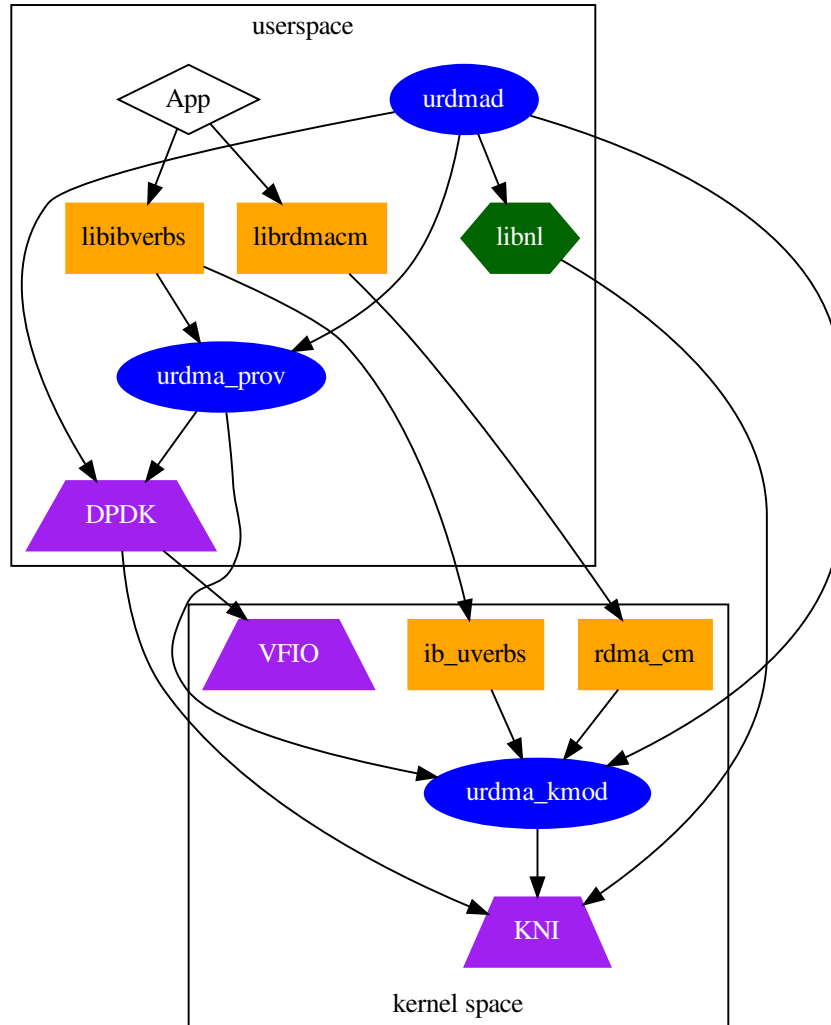 userspace
App
urdmad
libibverbs
librdmacm
libnl
urdma_prov
DPDK
VFIO
ib_uverbs
rdma_cm
urdma_kmod
KNI
kernel space